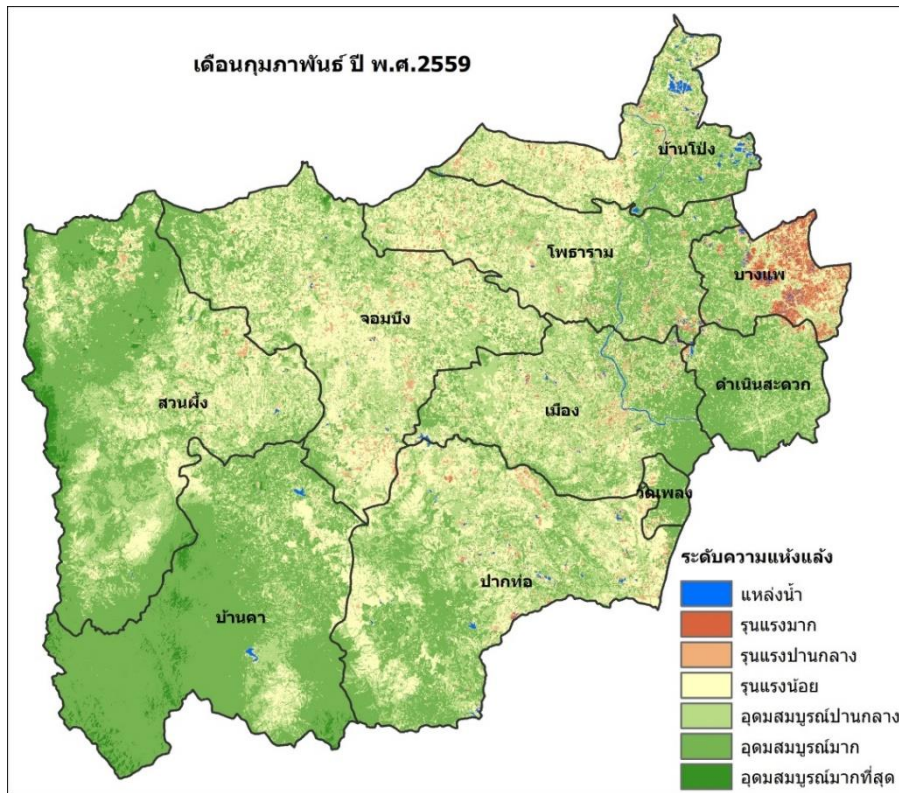 เดือนกุมภาพันธ์ ปี พ.ศ.2559
บ้านโป่ง
โพธาราม
บางแพ
จอมบึง
ดำเนินสะดวก
สวนผึ้ง
เมือง
วัดเพลง
ปากท่อ
บ้านคา
ระดับความแห้งแล้ง
แหล่งน้ำ
รุนแรงมาก
รุนแรงปานกลาง
รุนแรงน้อย
อุดมสมบูรณ์ปานกลาง
อุดมสมบูรณ์มาก
อุดมสมบูรณ์มากที่สุด